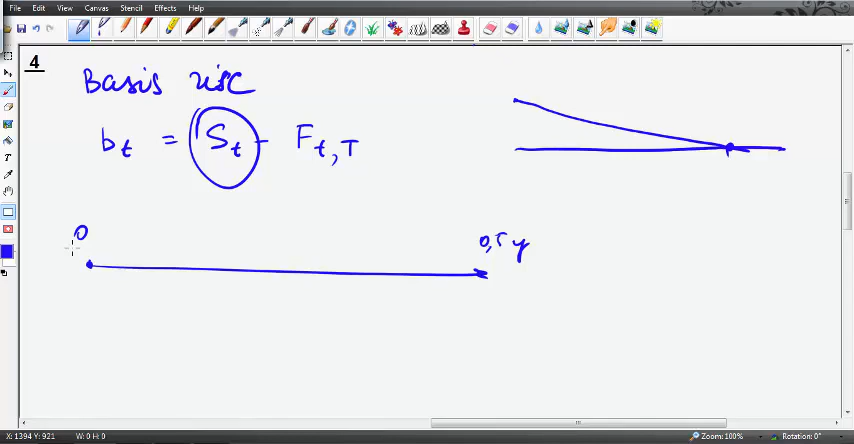 File Edit View Canvas Stencil Effects Help
4
Basis risc
b_t = S_t - F_t,T
0
0,5 y
X: 1394 Y: 921 W: 0 H: 0 Zoom: 100% Rotation: 0°